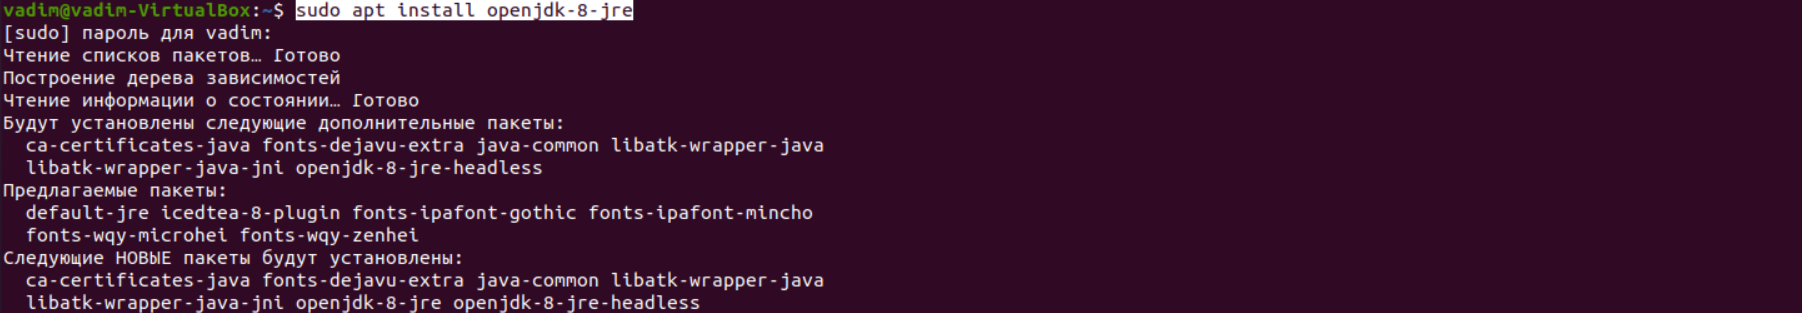 vadim@vadim-VirtualBox:~$ sudo apt install openjdk-8-jre
[sudo] пароль для vadim:
Чтение списков пакетов… Готово
Построение дерева зависимостей
Чтение информации о состоянии… Готово
Будут установлены следующие дополнительные пакеты:
ca-certificates-java fonts-dejavu-extra java-common libatk-wrapper-java
libatk-wrapper-java-jni openjdk-8-jre-headless
Предлагаемые пакеты:
default-jre icedtea-8-plugin fonts-ipafont-gothic fonts-ipafont-mincho
fonts-wqy-microhei fonts-wqy-zenhei
Следующие НОВЫЕ пакеты будут установлены:
ca-certificates-java fonts-dejavu-extra java-common libatk-wrapper-java
libatk-wrapper-java-jni openjdk-8-jre openjdk-8-jre-headless